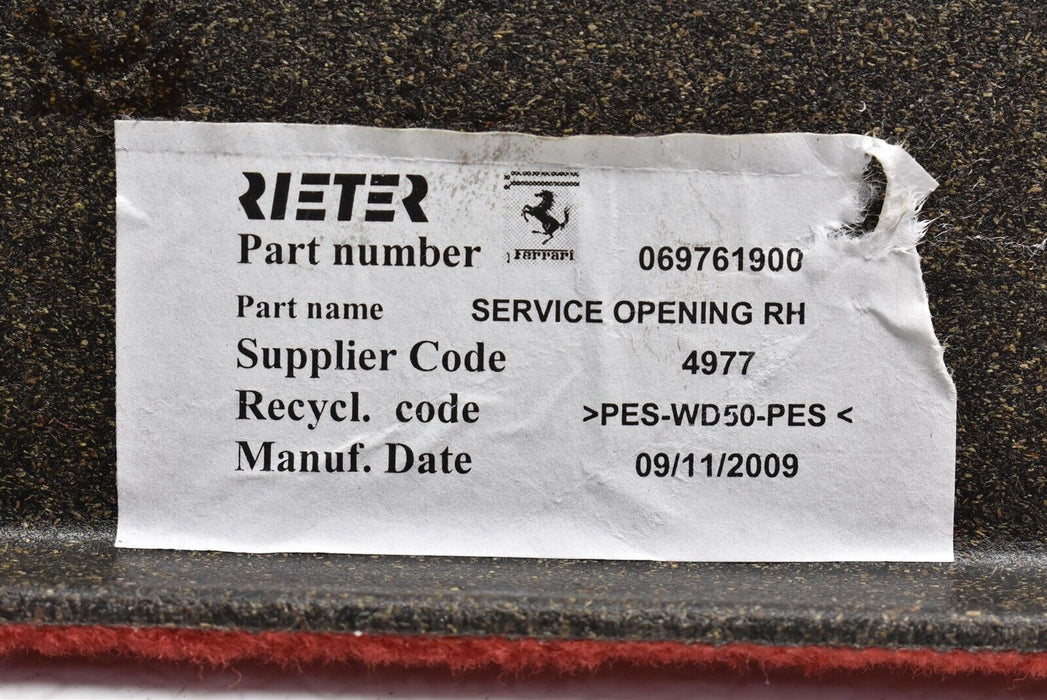 RIETER
Ferrari
Part number 069761900
Part name SERVICE OPENING RH
Supplier Code 4977
Recycl. code >PES-WD50-PES <
Manuf. Date 09/11/2009